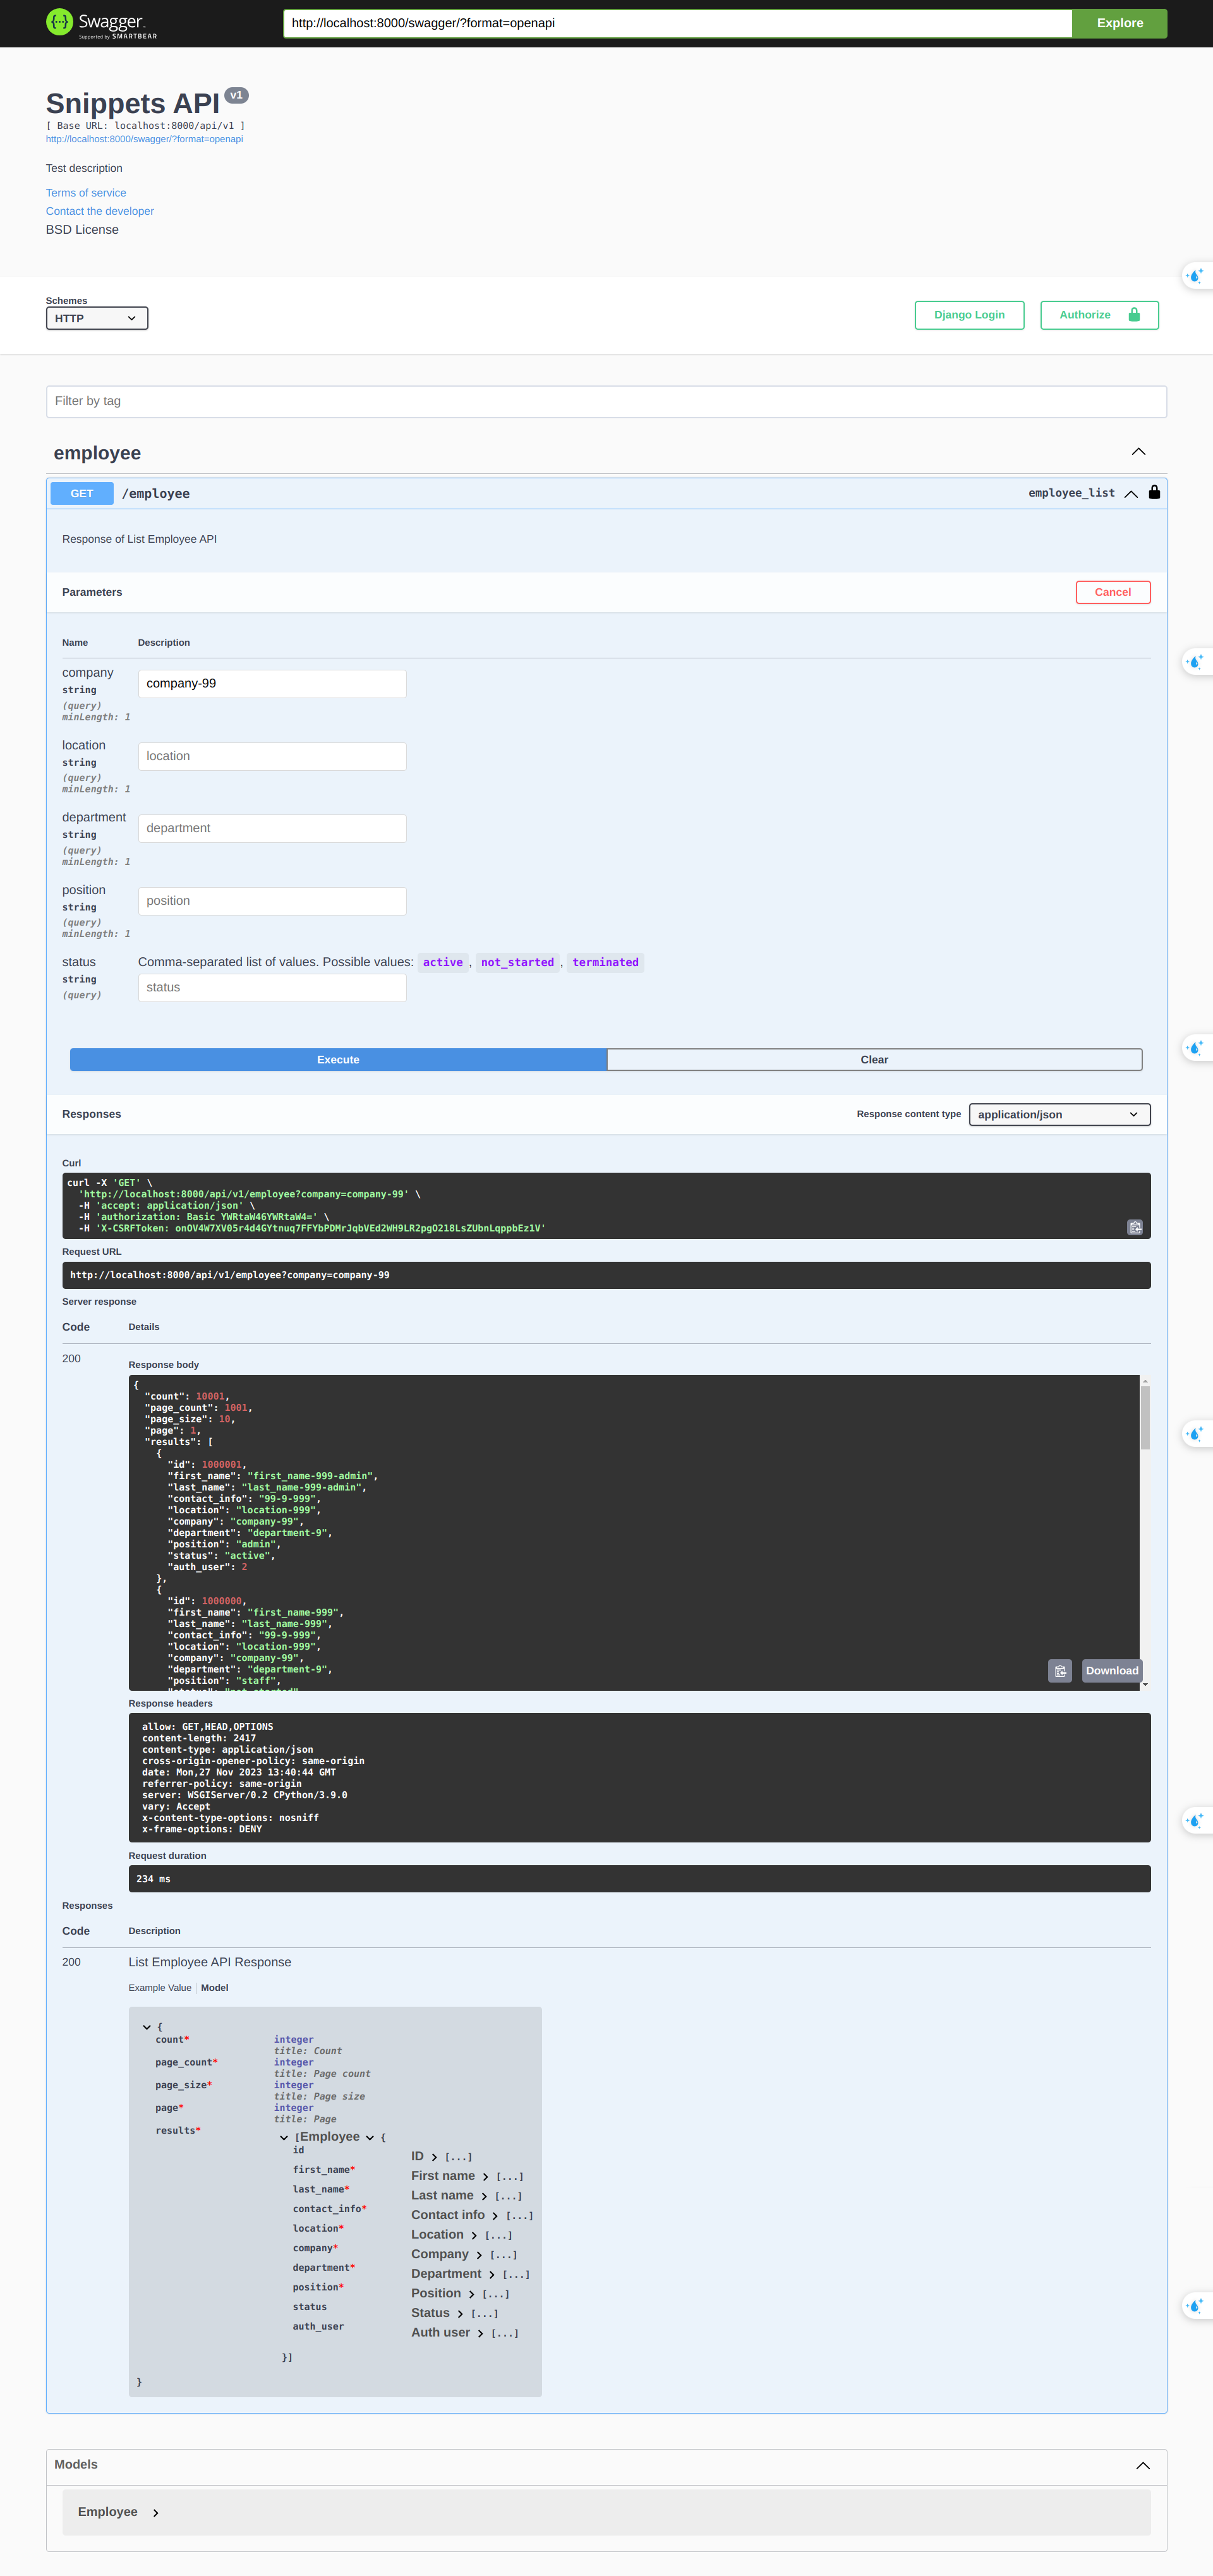 Swagger
Supported by SMARTBEAR
http://localhost:8000/swagger/?format=openapi
Explore
Snippets API v1
[ Base URL: localhost:8000/api/v1 ]
http://localhost:8000/swagger/?format=openapi
Test description
Terms of service
Contact the developer
BSD License
Schemes
HTTP
Django Login
Authorize
Filter by tag
employee
GET /employee employee_list
Response of List Employee API
Parameters Cancel
Name Description
company
string
(query)
minLength: 1
company-99
location
string
(query)
minLength: 1
location
department
string
(query)
minLength: 1
department
position
string
(query)
minLength: 1
position
status
string
(query)
Comma-separated list of values. Possible values: active, not_started, terminated
status
Execute Clear
Responses Response content type application/json
Curl
curl -X 'GET' \
'http://localhost:8000/api/v1/employee?company=company-99' \
-H 'accept: application/json' \
-H 'authorization: Basic YWRtaW46YWRtaW4=' \
-H 'X-CSRFToken: onOV4W7XV05r4d4GYtnuq7FFYbPDMrJqbVEd2WH9LR2pgO218LsZUbnLqppbEz1V'
Request URL
http://localhost:8000/api/v1/employee?company=company-99
Server response
Code Details
200
Response body
{
"count": 10001,
"page_count": 1001,
"page_size": 10,
"page": 1,
"results": [
{
"id": 1000001,
"first_name": "first_name-999-admin",
"last_name": "last_name-999-admin",
"contact_info": "99-9-999",
"location": "location-999",
"company": "company-99",
"department": "department-9",
"position": "admin",
"status": "active",
"auth_user": 2
},
{
"id": 1000000,
"first_name": "first_name-999",
"last_name": "last_name-999",
"contact_info": "99-9-999",
"location": "location-999",
"company": "company-99",
"department": "department-9",
"position": "staff",
"status": "not_started"
Download
Response headers
allow: GET,HEAD,OPTIONS
content-length: 2417
content-type: application/json
cross-origin-opener-policy: same-origin
date: Mon,27 Nov 2023 13:40:44 GMT
referrer-policy: same-origin
server: WSGIServer/0.2 CPython/3.9.0
vary: Accept
x-content-type-options: nosniff
x-frame-options: DENY
Request duration
234 ms
Responses
Code Description
200 List Employee API Response
Example Value Model
{
count* integer
title: Count
page_count* integer
title: Page count
page_size* integer
title: Page size
page* integer
title: Page
results* [Employee {
id ID [...]
first_name* First name [...]
last_name* Last name [...]
contact_info* Contact info [...]
location* Location [...]
company* Company [...]
department* Department [...]
position* Position [...]
status Status [...]
auth_user Auth user [...]
}]
}
Models
Employee